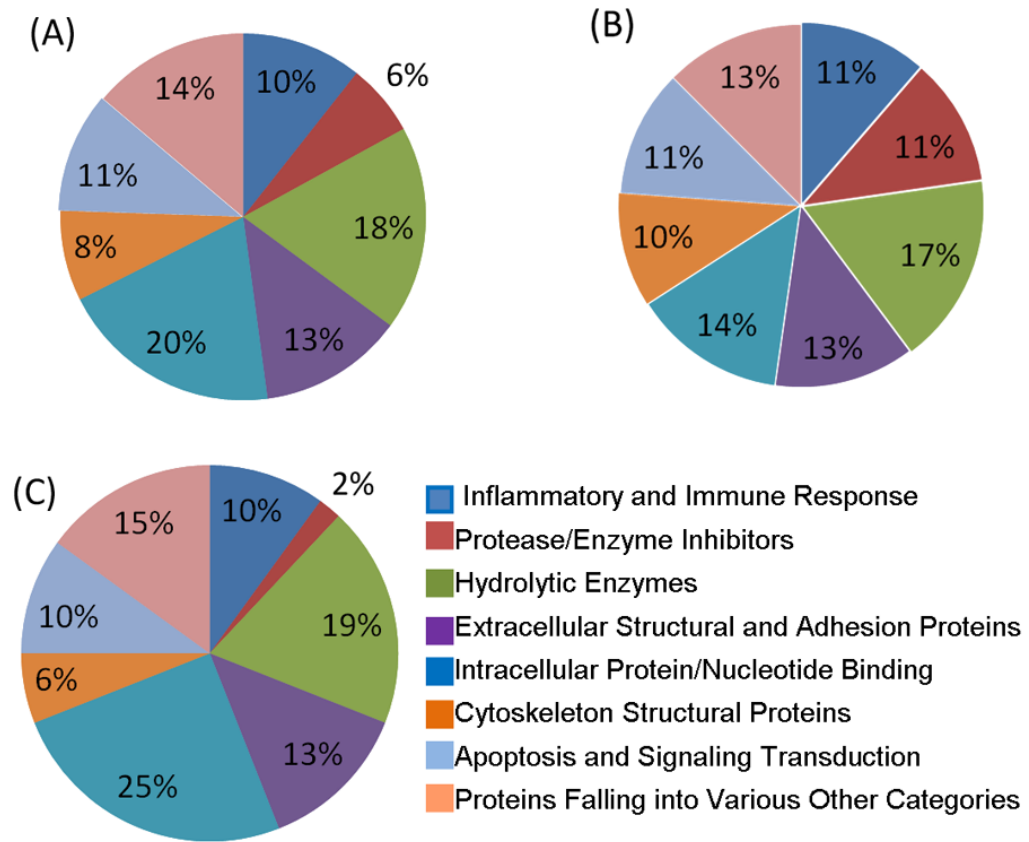 (A)
10%
6%
18%
13%
20%
8%
11%
14%
(B)
11%
11%
17%
13%
14%
10%
11%
13%
(C)
10%
2%
19%
13%
25%
6%
10%
15%
Inflammatory and Immune Response
Protease/Enzyme Inhibitors
Hydrolytic Enzymes
Extracellular Structural and Adhesion Proteins
Intracellular Protein/Nucleotide Binding
Cytoskeleton Structural Proteins
Apoptosis and Signaling Transduction
Proteins Falling into Various Other Categories